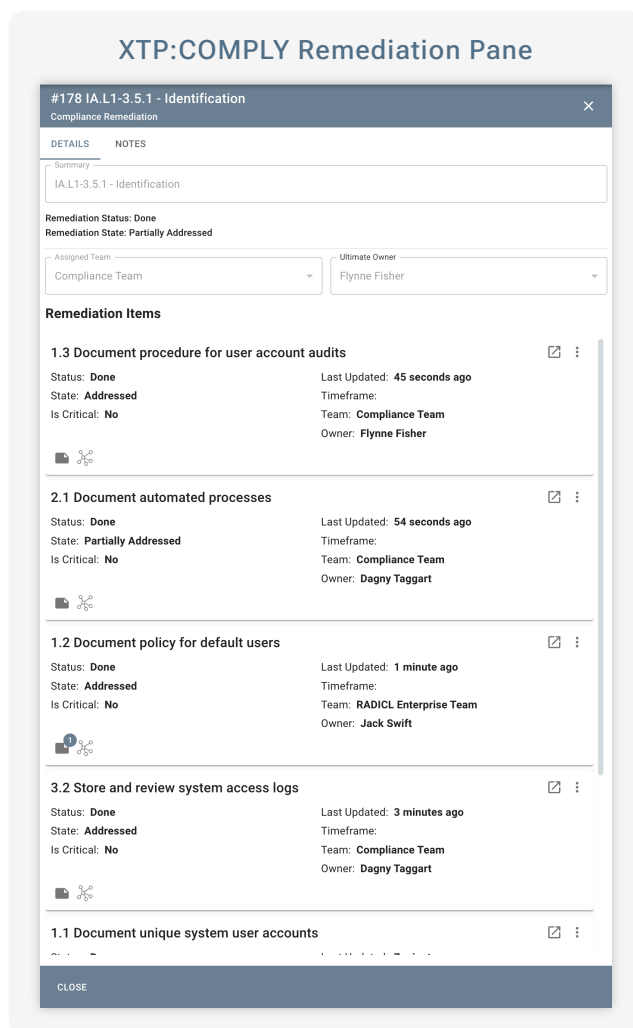 XTP:COMPLY Remediation Pane
#178 IA.L1-3.5.1 - Identification
Compliance Remediation
DETAILS NOTES
Summary
IA.L1-3.5.1 - Identification
Remediation Status: Done
Remediation State: Partially Addressed
Assigned Team Ultimate Owner
Compliance Team Flynne Fisher
Remediation Items
1.3 Document procedure for user account audits
Status: Done Last Updated: 45 seconds ago
State: Addressed Timeframe:
Is Critical: No Team: Compliance Team
Owner: Flynne Fisher
2.1 Document automated processes
Status: Done Last Updated: 54 seconds ago
State: Partially Addressed Timeframe:
Is Critical: No Team: Compliance Team
Owner: Dagny Taggart
1.2 Document policy for default users
Status: Done Last Updated: 1 minute ago
State: Addressed Timeframe:
Is Critical: No Team: RADICL Enterprise Team
Owner: Jack Swift
1
3.2 Store and review system access logs
Status: Done Last Updated: 3 minutes ago
State: Addressed Timeframe:
Is Critical: No Team: Compliance Team
Owner: Dagny Taggart
1.1 Document unique system user accounts
CLOSE